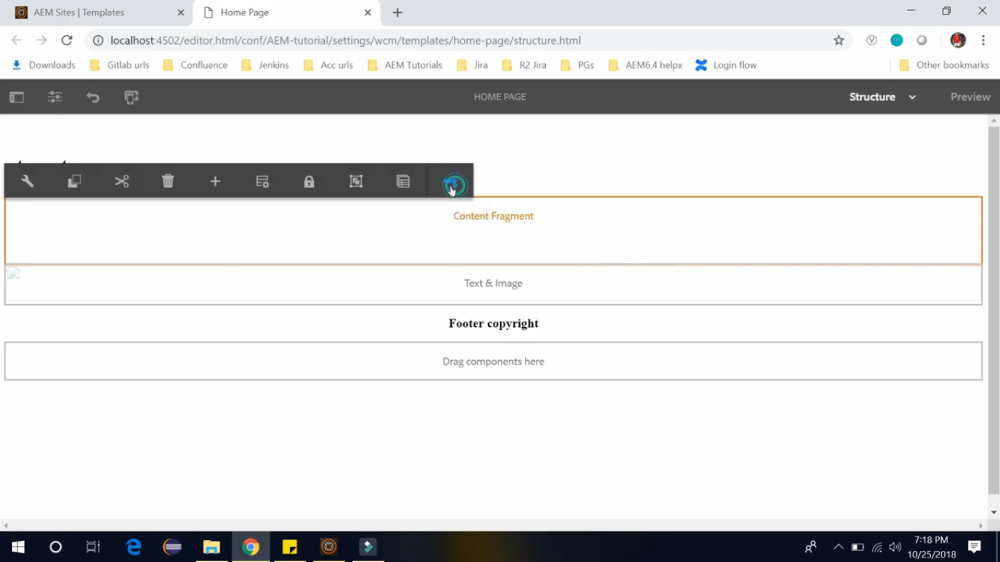 AEM Sites | Templates
Home Page
localhost:4502/editor.html/conf/AEM-tutorial/settings/wcm/templates/home-page/structure.html
Downloads
Gitlab urls
Confluence
Jenkins
Acc urls
AEM Tutorials
Jira
R2 Jira
PGs
AEM6.4 helpx
Login flow
Other bookmarks
HOME PAGE
Structure
Preview
Content Fragment
Text & Image
Footer copyright
Drag components here
7:18 PM
10/25/2018